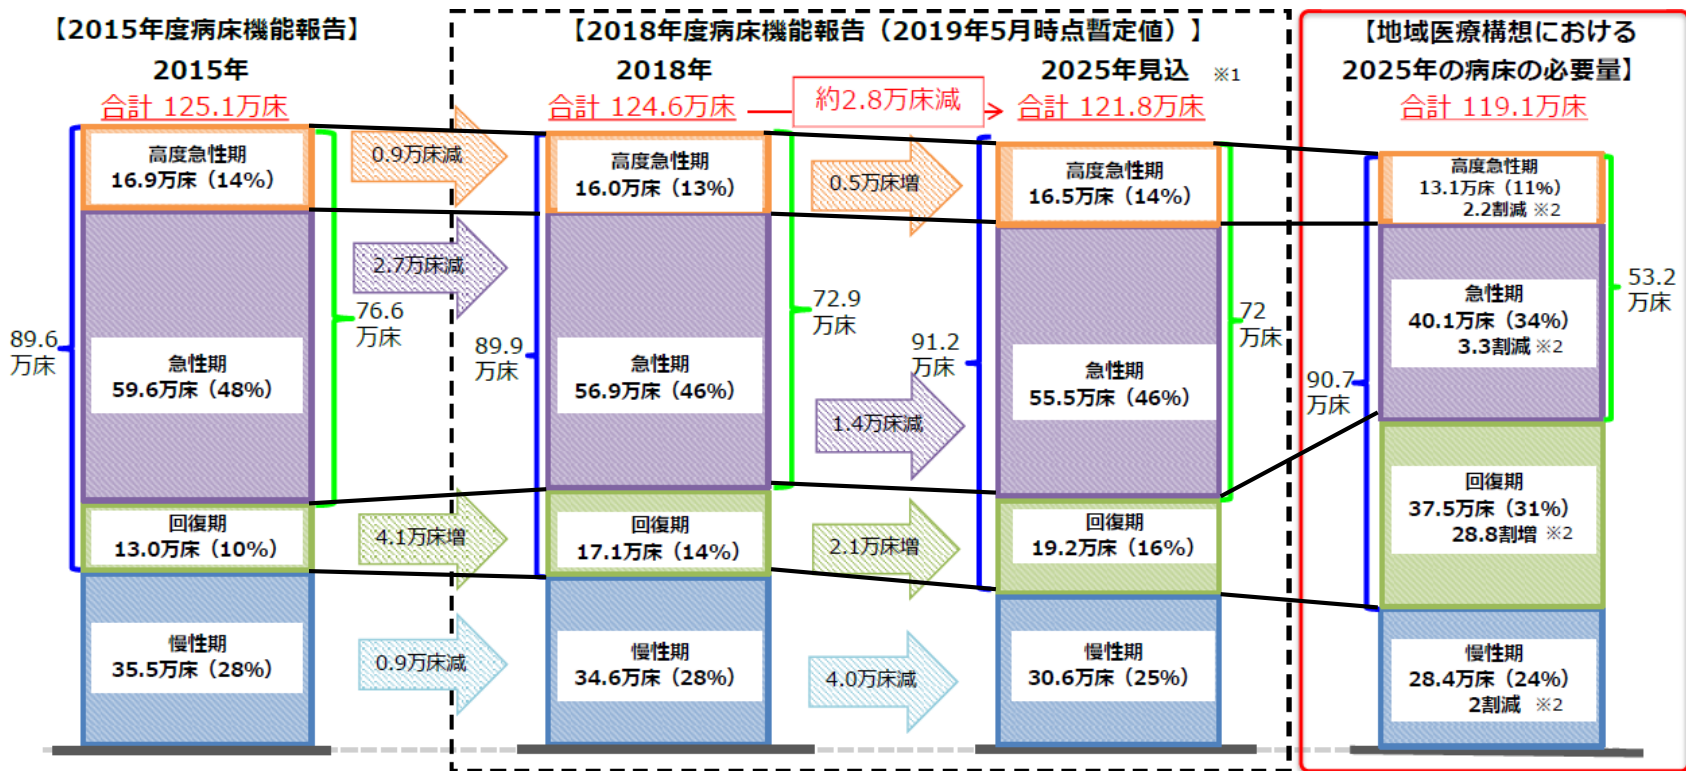 【2015年度病床機能報告】
2015年
合計 125.1万床
高度急性期
16.9万床（14%）
急性期
59.6万床（48%）
回復期
13.0万床（10%）
慢性期
35.5万床（28%）
89.6
万床
76.6
万床
0.9万床減
2.7万床減
4.1万床増
0.9万床減
【2018年度病床機能報告（2019年5月時点暫定値）】
2018年
合計 124.6万床
高度急性期
16.0万床（13%）
急性期
56.9万床（46%）
回復期
17.1万床（14%）
慢性期
34.6万床（28%）
89.9
万床
72.9
万床
約2.8万床減
0.5万床増
1.4万床減
2.1万床増
4.0万床減
2025年見込 ※1
合計 121.8万床
高度急性期
16.5万床（14%）
急性期
55.5万床（46%）
回復期
19.2万床（16%）
慢性期
30.6万床（25%）
91.2
万床
72
万床
【地域医療構想における
2025年の病床の必要量】
合計 119.1万床
高度急性期
13.1万床（11%）
2.2割減 ※2
急性期
40.1万床（34%）
3.3割減 ※2
回復期
37.5万床（31%）
28.8割増 ※2
慢性期
28.4万床（24%）
2割減 ※2
90.7
万床
53.2
万床